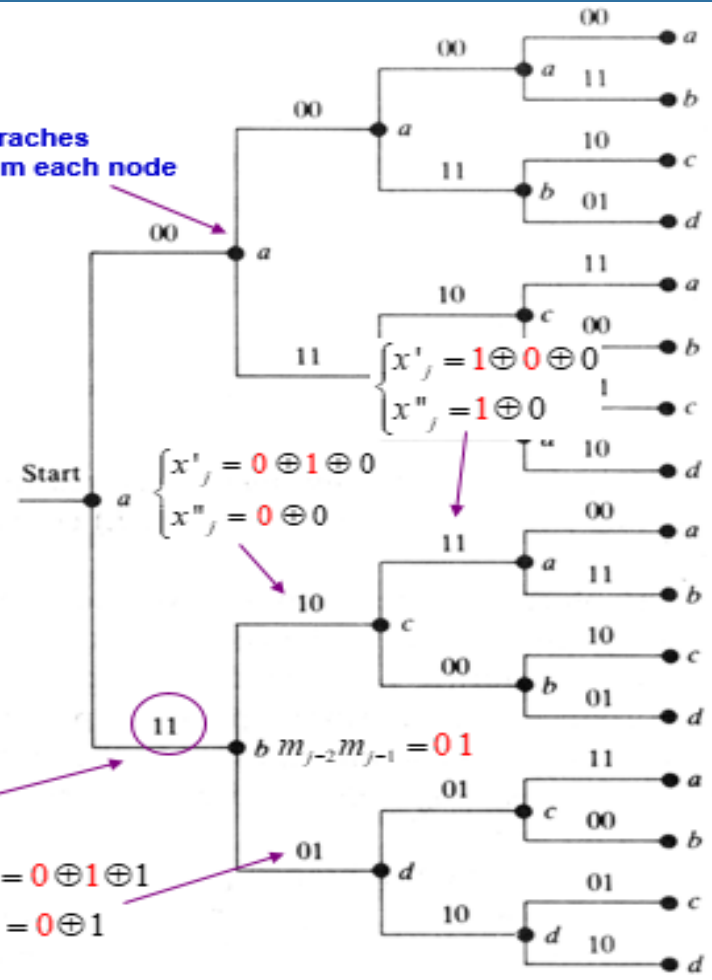 00
a
00
a
11
b
00
a
10
c
11
b
01
d
00
a
11
a
10
c
00
b
11
{x'ⱼ = 1⊕0⊕0
x"ⱼ = 1⊕0
1
c
10
d
Start
a
{x'ⱼ = 0⊕1⊕0
x"ⱼ = 0⊕0
00
a
11
a
11
b
10
c
10
c
00
b
01
d
11
b mⱼ₋₂mⱼ₋₁ = 01
11
a
01
c
00
b
01
d
= 0⊕1⊕1
= 0⊕1
01
c
10
d
10
d
from each node